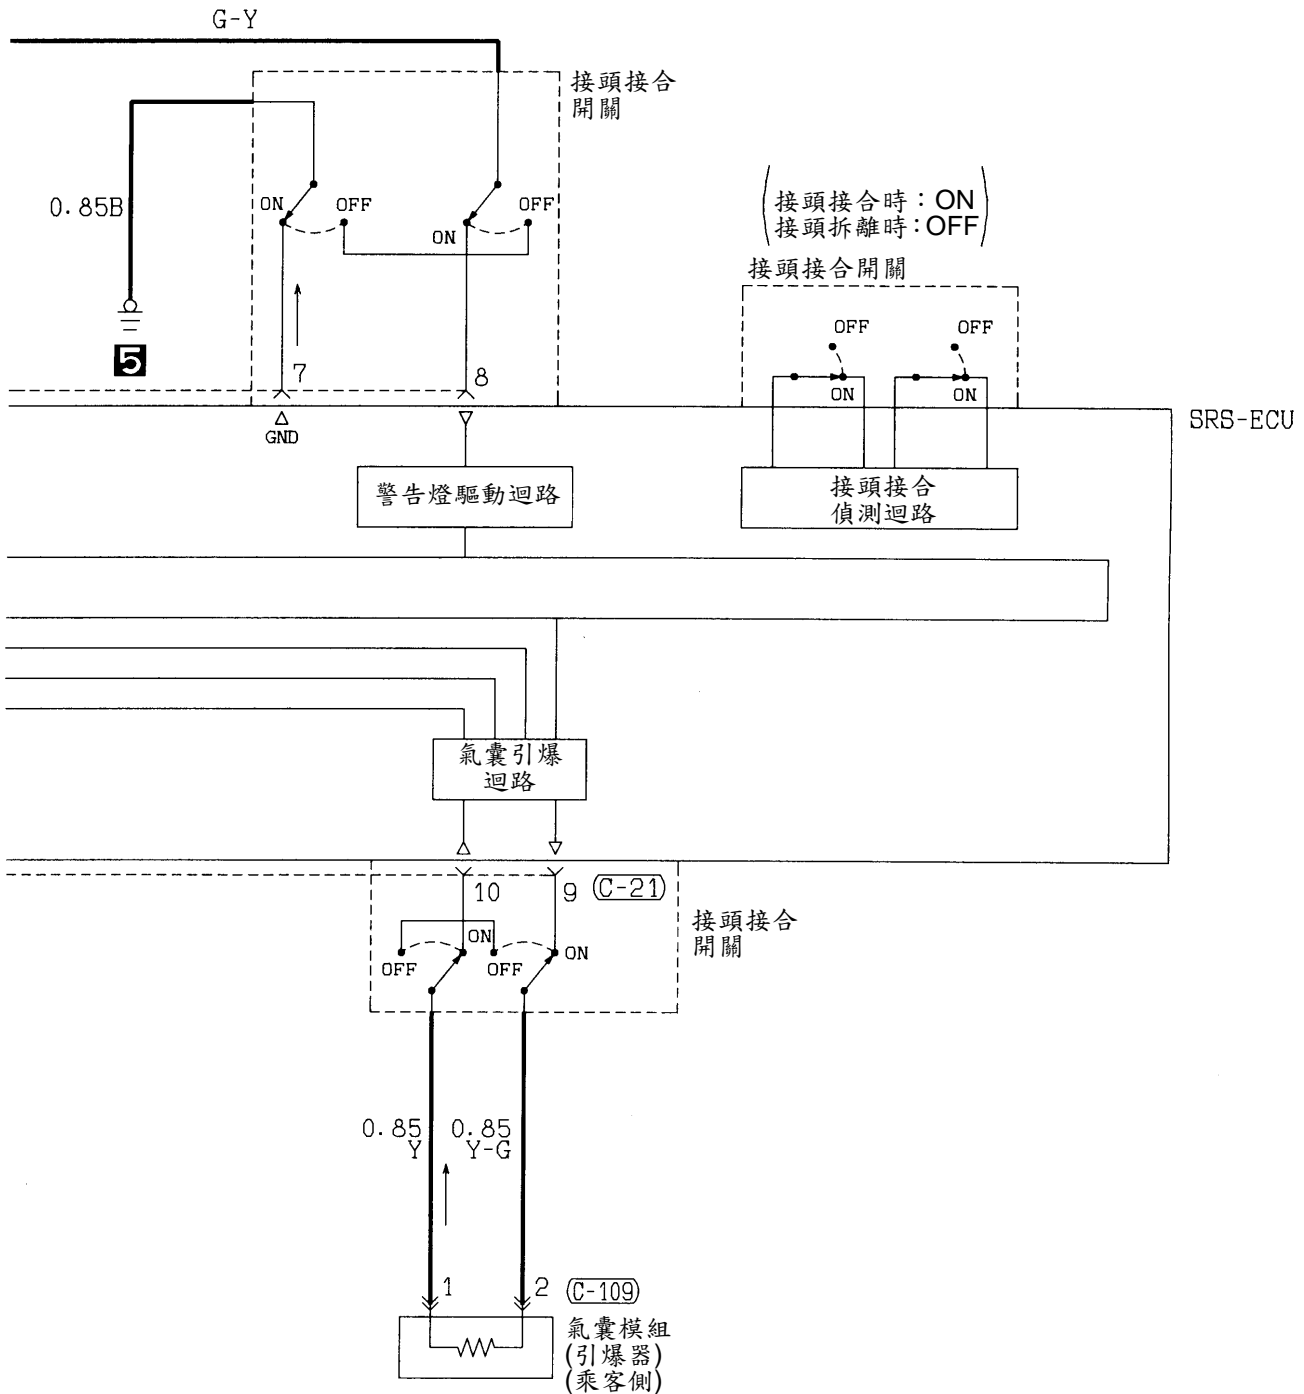 G-Y
接頭接合
開關
0.85B
ON
OFF
ON
OFF
5
7
8
GND
接頭接合時：ON
接頭拆離時：OFF
接頭接合開關
OFF
OFF
ON
ON
SRS-ECU
警告燈驅動迴路
接頭接合
偵測迴路
氣囊引爆
迴路
10
9
C-21
接頭接合
開關
ON
OFF
OFF
ON
0.85
Y
0.85
Y-G
1
2
C-109
氣囊模組
(引爆器)
(乘客側)